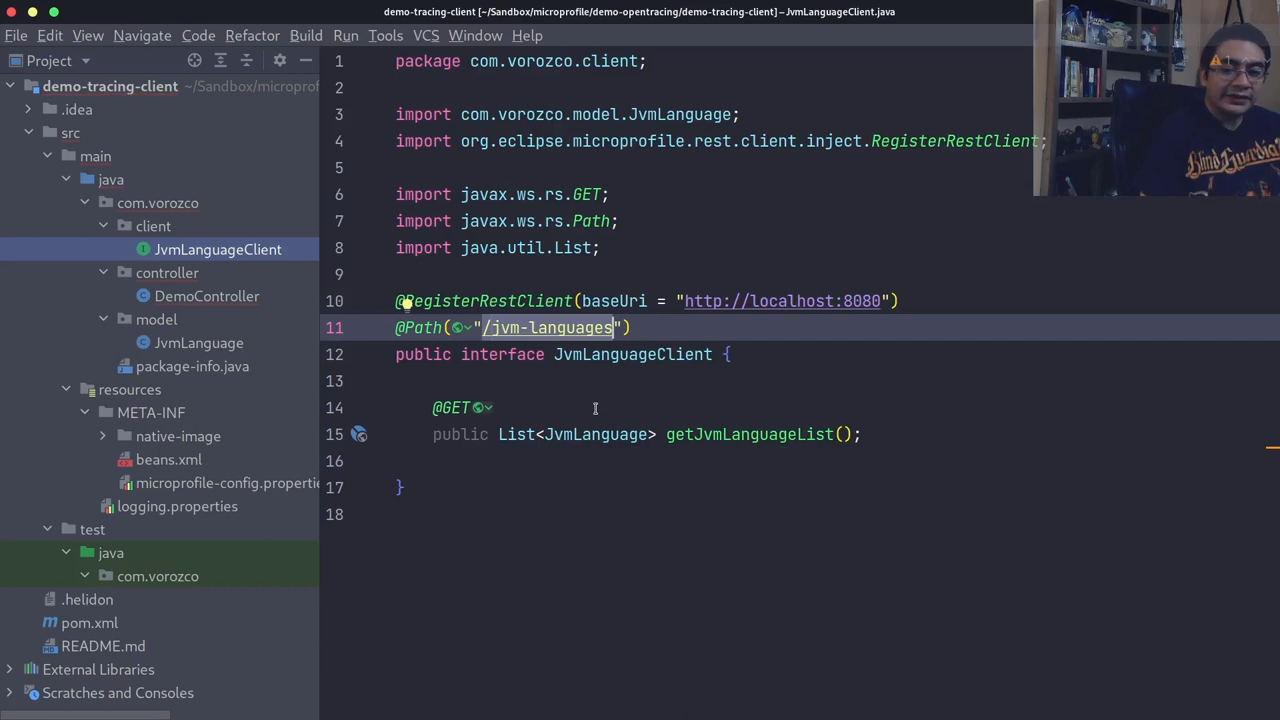 demo-tracing-client [~/Sandbox/microprofile/demo-opentracing/demo-tracing-client] – JvmLanguageClient.java
File Edit View Navigate Code Refactor Build Run Tools VCS Window Help
Project
demo-tracing-client ~/Sandbox/microprof
.idea
src
main
java
com.vorozco
client
JvmLanguageClient
controller
DemoController
model
JvmLanguage
package-info.java
resources
META-INF
native-image
beans.xml
microprofile-config.propertie
logging.properties
test
java
com.vorozco
.helidon
pom.xml
README.md
External Libraries
Scratches and Consoles
1 package com.vorozco.client;
2
3 import com.vorozco.model.JvmLanguage;
4 import org.eclipse.microprofile.rest.client.inject.RegisterRestClient;
5
6 import javax.ws.rs.GET;
7 import javax.ws.rs.Path;
8 import java.util.List;
9
10 @RegisterRestClient(baseUri = "http://localhost:8080")
11 @Path("/jvm-languages")
12 public interface JvmLanguageClient {
13
14 @GET
15 public List<JvmLanguage> getJvmLanguageList();
16
17 }
18
1
Blind Guardian